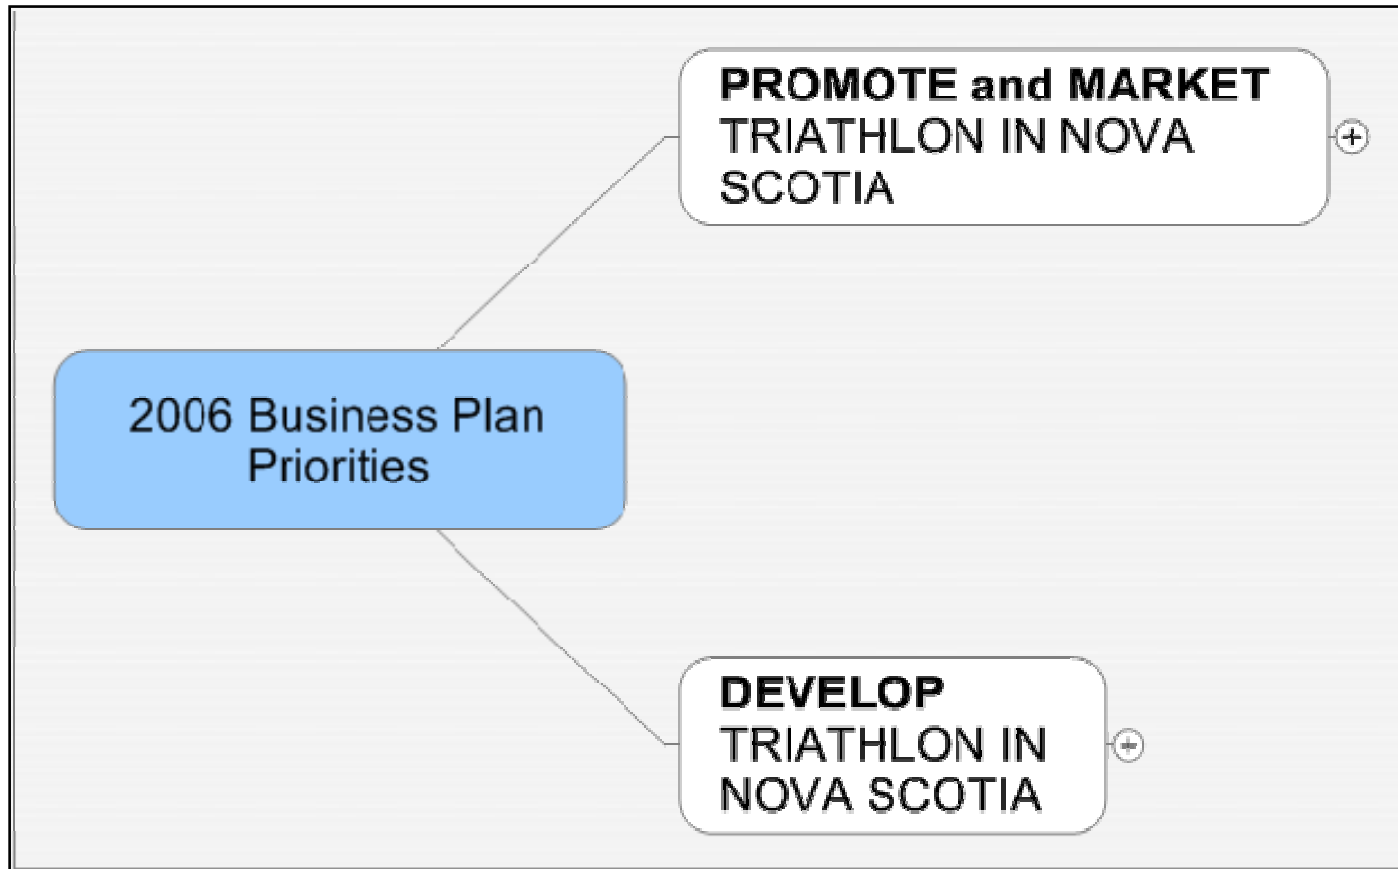 PROMOTE and MARKET
TRIATHLON IN NOVA
SCOTIA
2006 Business Plan
Priorities
DEVELOP
TRIATHLON IN
NOVA SCOTIA